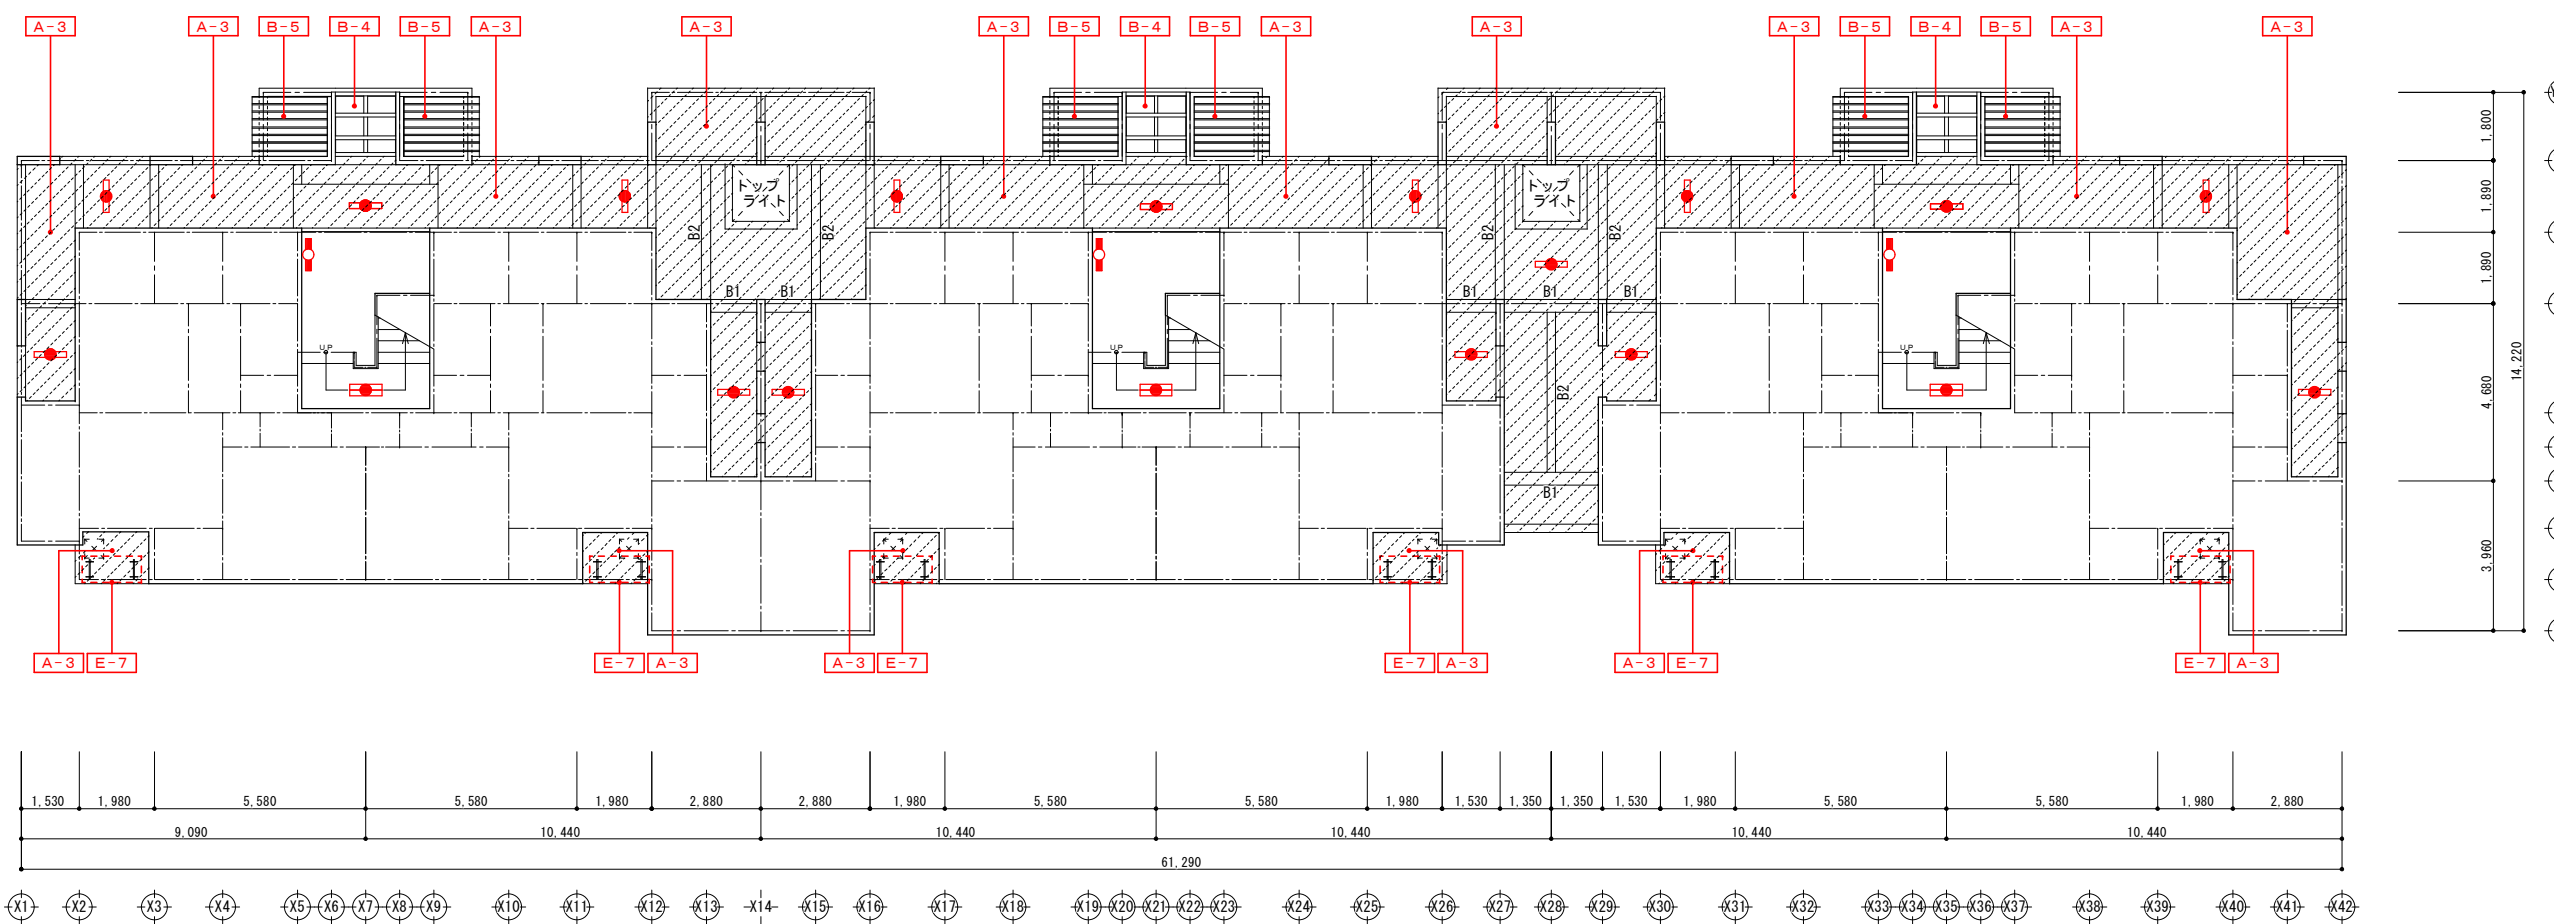 A-3 A-3 B-5 B-4 B-5 A-3 A-3 A-3 B-5 B-4 B-5 A-3 A-3 A-3 B-5 B-4 B-5 A-3 A-3
トップ
ライト
トップ
ライト
B2 B2 B2 B2
B1 B1 B1 B1 B1
UP UP UP
B2
B1
1,800
1,890
1,890
4,680
3,960
14,220
A-3 E-7 E-7 A-3 A-3 E-7 E-7 A-3 A-3 E-7 E-7 A-3
1,530 1,980 5,580 5,580 1,980 2,880 2,880 1,980 5,580 5,580 1,980 1,530 1,350 1,350 1,530 1,980 5,580 5,580 1,980 2,880
9,090 10,440 10,440 10,440 10,440 10,440
61,290
X1 X2 X3 X4 X5 X6 X7 X8 X9 X10 X11 X12 X13 X14 X15 X16 X17 X18 X19 X20 X21 X22 X23 X24 X25 X26 X27 X28 X29 X30 X31 X32 X33 X34 X35 X36 X37 X38 X39 X40 X41 X42